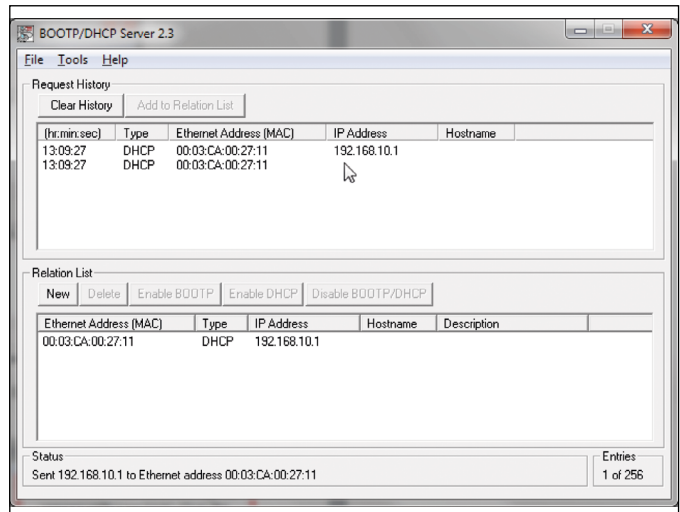 BOOTP/DHCP Server 2.3
File Tools Help
Request History
Clear History Add to Relation List
(hr:min:sec) Type Ethernet Address (MAC) IP Address Hostname
13:09:27 DHCP 00:03:CA:00:27:11 192.168.10.1
13:09:27 DHCP 00:03:CA:00:27:11
Relation List
New Delete Enable BOOTP Enable DHCP Disable BOOTP/DHCP
Ethernet Address (MAC) Type IP Address Hostname Description
00:03:CA:00:27:11 DHCP 192.168.10.1
Status
Sent 192.168.10.1 to Ethernet address 00:03:CA:00:27:11
Entries
1 of 256